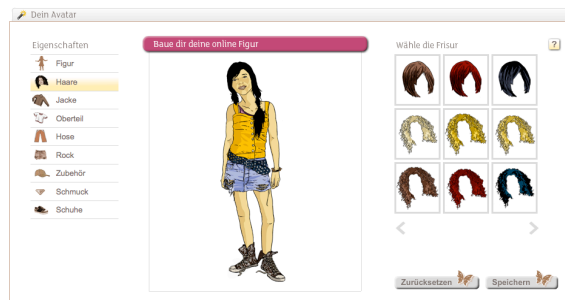 Dein Avatar
Eigenschaften
Figur
Haare
Jacke
Oberteil
Hose
Rock
Zubehör
Schmuck
Schuhe
Baue dir deine online Figur
Wähle die Frisur
?
Zurücksetzen
Speichern